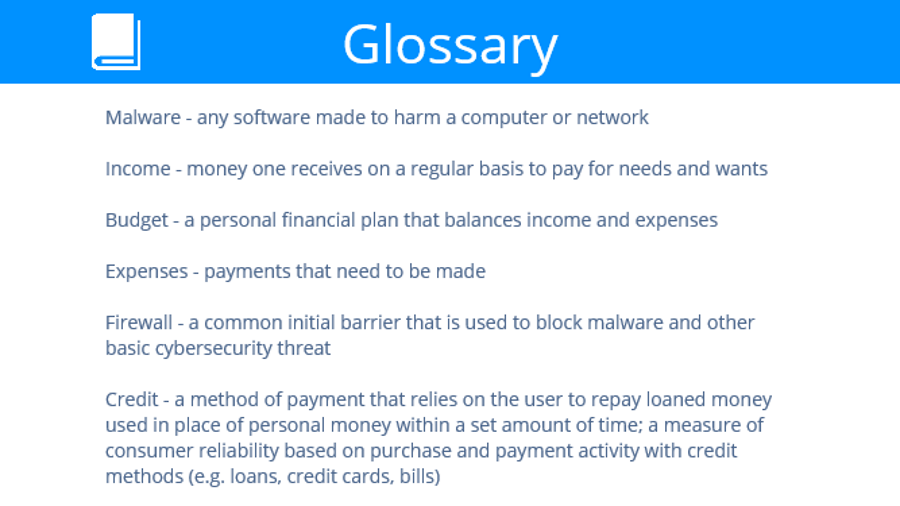 Glossary
Malware - any software made to harm a computer or network
Income - money one receives on a regular basis to pay for needs and wants
Budget - a personal financial plan that balances income and expenses
Expenses - payments that need to be made
Firewall - a common initial barrier that is used to block malware and other
basic cybersecurity threat
Credit - a method of payment that relies on the user to repay loaned money
used in place of personal money within a set amount of time; a measure of
consumer reliability based on purchase and payment activity with credit
methods (e.g. loans, credit cards, bills)